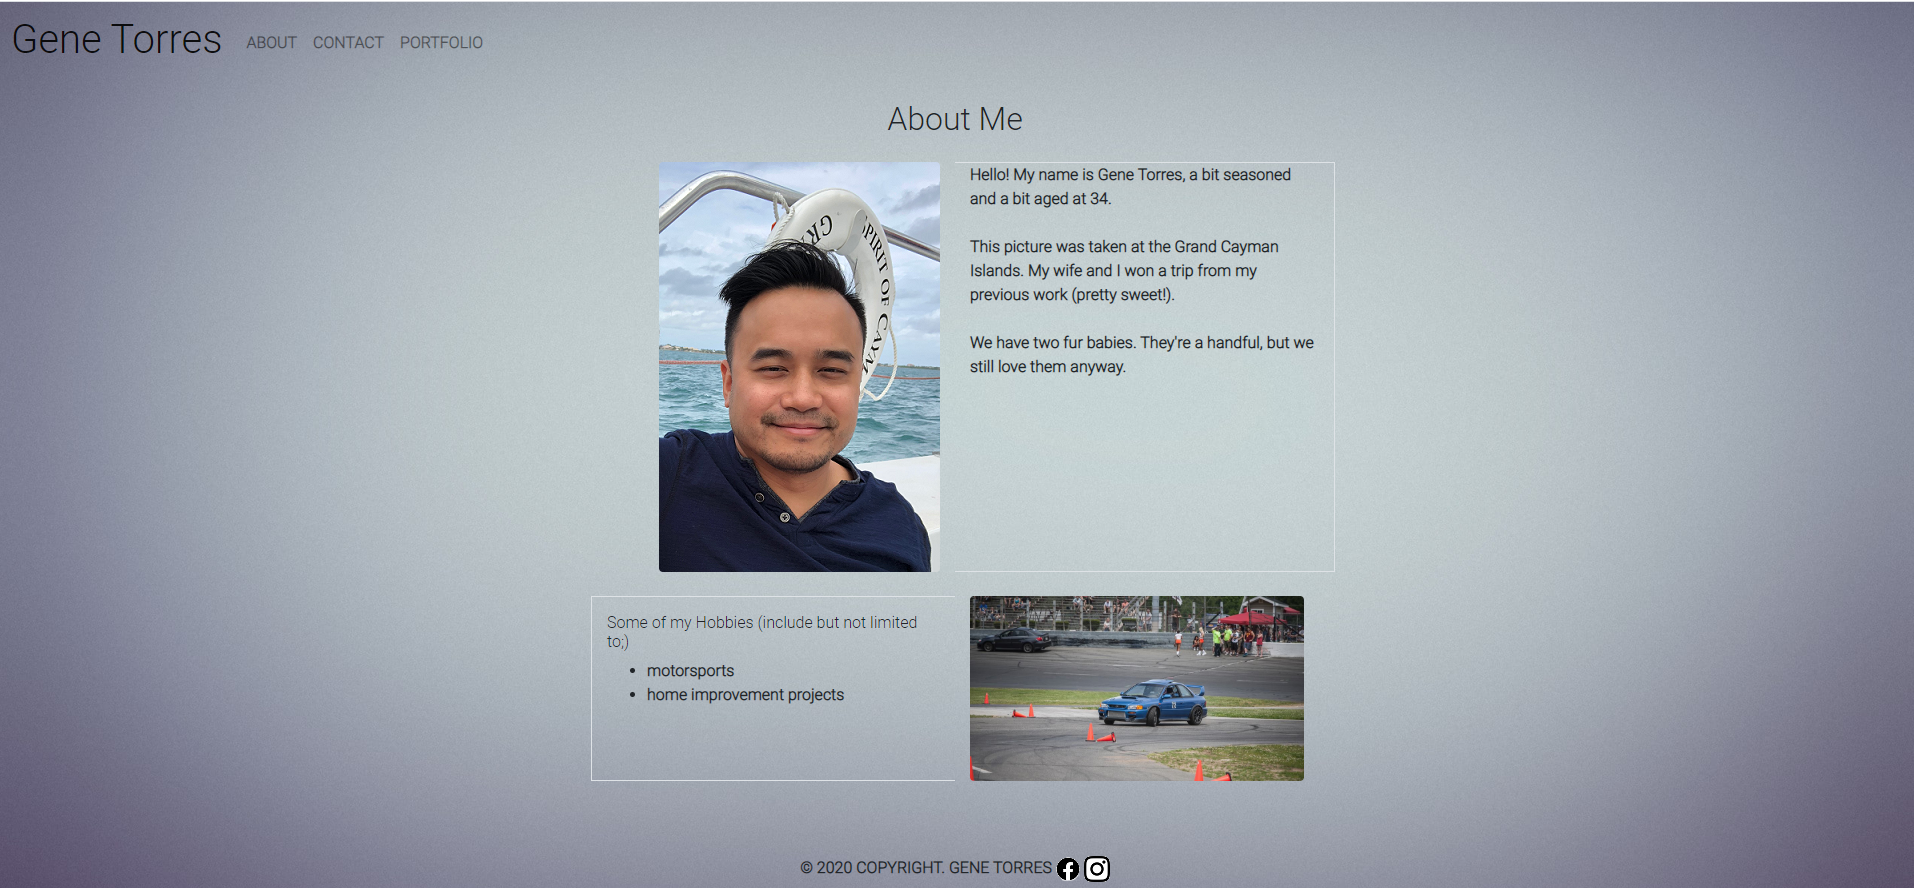 Gene Torres ABOUT CONTACT PORTFOLIO
About Me
GR
SPIRIT OF CAYM
Hello! My name is Gene Torres, a bit seasoned
and a bit aged at 34.
This picture was taken at the Grand Cayman
Islands. My wife and I won a trip from my
previous work (pretty sweet!).
We have two fur babies. They're a handful, but we
still love them anyway.
Some of my Hobbies (include but not limited
to;)
• motorsports
• home improvement projects
© 2020 COPYRIGHT. GENE TORRES